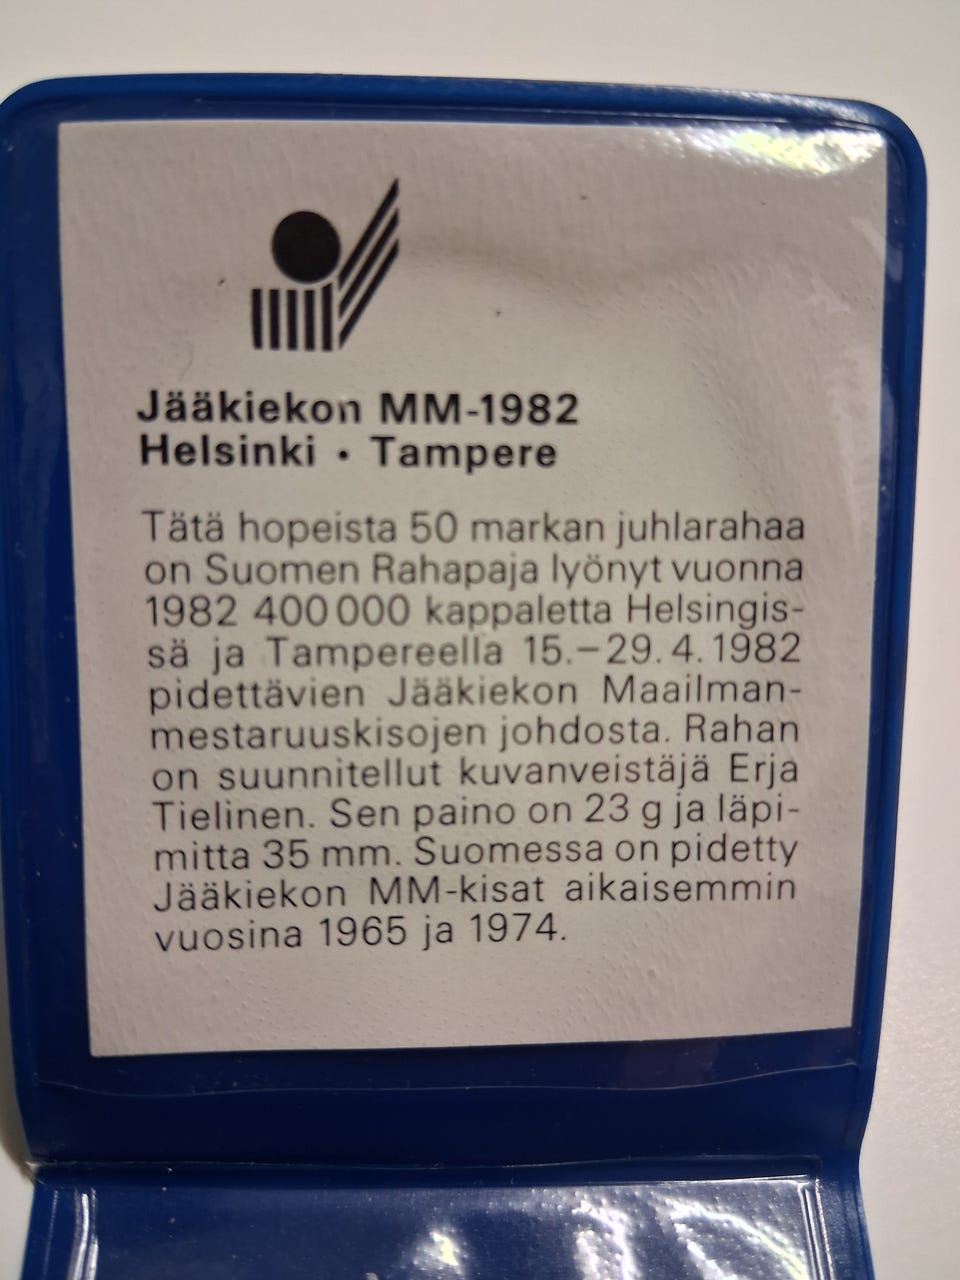 Jääkiekon MM-1982
Helsinki • Tampere
Tätä hopeista 50 markan juhlarahaa
on Suomen Rahapaja lyönyt vuonna
1982 400 000 kappaletta Helsingis-
sä ja Tampereella 15.–29.4.1982
pidettävien Jääkiekon Maailman-
mestaruuskisojen johdosta. Rahan
on suunnitellut kuvanveistäjä Erja
Tielinen. Sen paino on 23 g ja läpi-
mitta 35 mm. Suomessa on pidetty
Jääkiekon MM-kisat aikaisemmin
vuosina 1965 ja 1974.